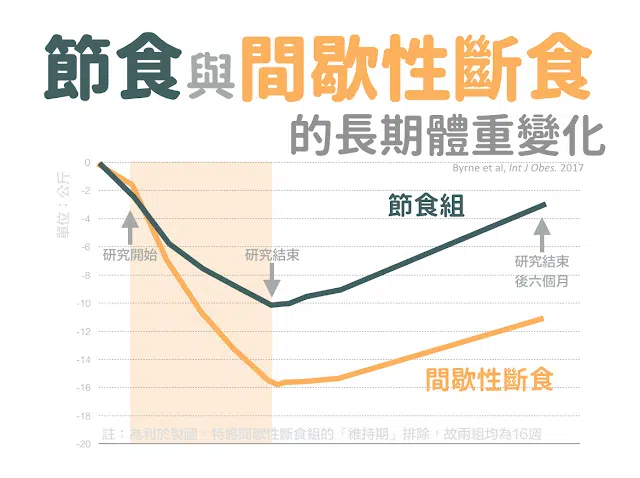 節食與間歇性斷食
的長期體重變化
Byrne et al, Int J Obes. 2017
單位：公斤
0
-2
-4
-6
-8
-10
-12
-14
-16
-18
-20
節食組
研究開始
研究結束
研究結束
後六個月
間歇性斷食
註：為利於製圖，特將間歇性斷食組的「維持期」排除，故兩組均為16週